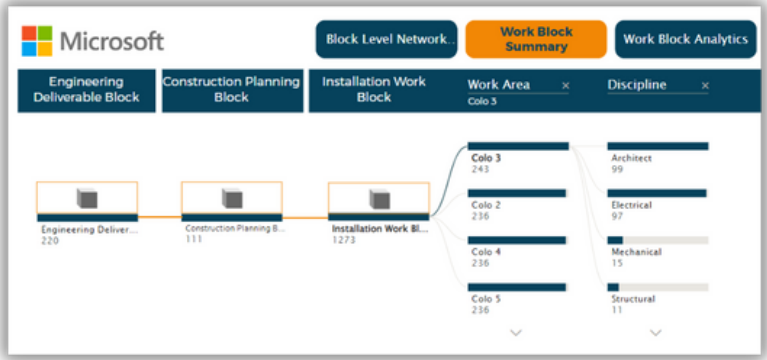 Microsoft
Block Level Network..
Work Block
Summary
Work Block Analytics
Engineering
Deliverable Block
Construction Planning
Block
Installation Work
Block
Work Area ×
Colo 3
Discipline ×
Engineering Deliver...
220
Construction Planning B...
111
Installation Work Bl...
1273
Colo 3
243
Colo 2
236
Colo 4
236
Colo 5
236
Architect
99
Electrical
97
Mechanical
15
Structural
11